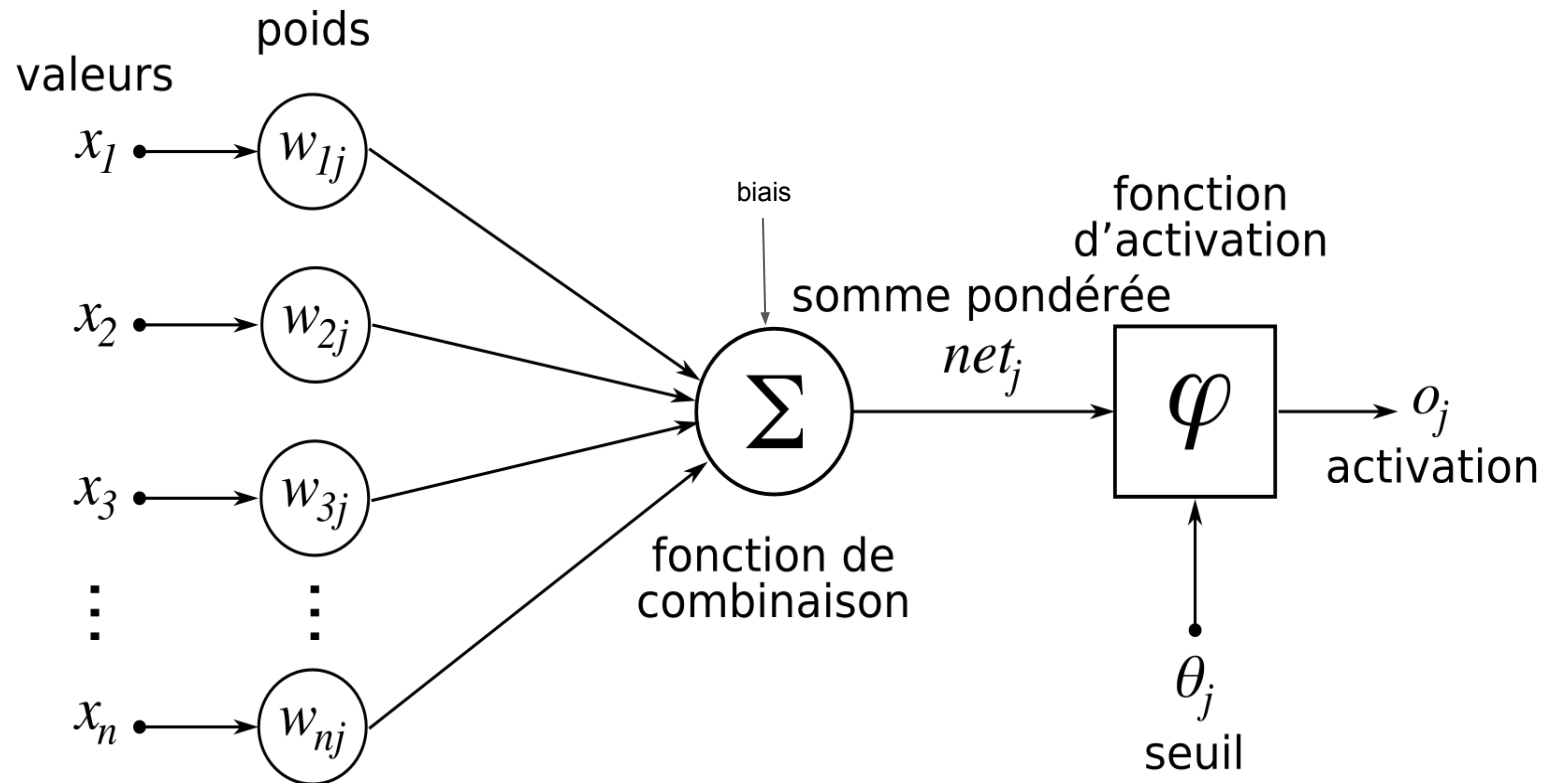 poids
valeurs
x₁
w₁ⱼ
biais
fonction
d’activation
x₂
w₂ⱼ
somme pondérée
netⱼ
Σ
φ
oⱼ
activation
x₃
w₃ⱼ
fonction de
combinaison
⋮ ⋮
xₙ
wₙⱼ
θⱼ
seuil